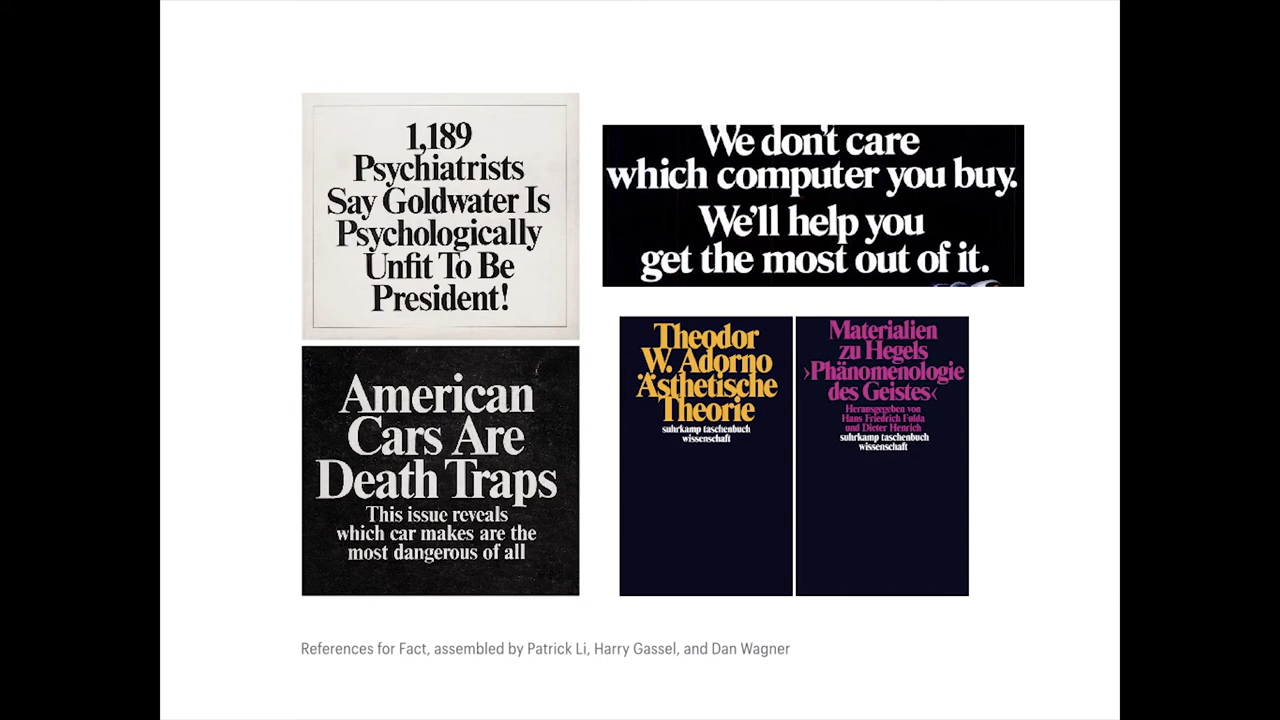 1,189
Psychiatrists
Say Goldwater Is
Psychologically
Unfit To Be
President!
American
Cars Are
Death Traps
This issue reveals
which car makes are the
most dangerous of all
We don't care
which computer you buy.
We'll help you
get the most out of it.
Theodor
W. Adorno
Ästhetische
Theorie
suhrkamp taschenbuch
wissenschaft
Materialien
zu Hegels
›Phänomenologie
des Geistes‹
Herausgegeben von
Hans Friedrich Fulda
und Dieter Henrich
suhrkamp taschenbuch
wissenschaft
References for Fact, assembled by Patrick Li, Harry Gassel, and Dan Wagner